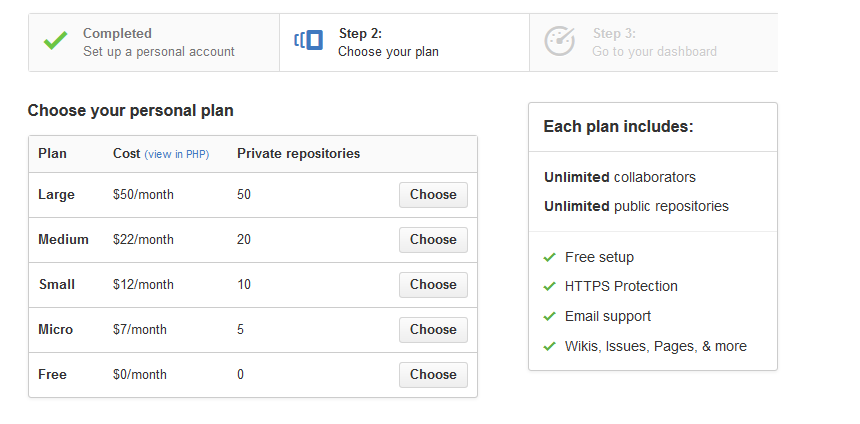 Completed
Set up a personal account
Step 2:
Choose your plan
Step 3:
Go to your dashboard
Choose your personal plan
Plan Cost (view in PHP) Private repositories
Large $50/month 50 Choose
Medium $22/month 20 Choose
Small $12/month 10 Choose
Micro $7/month 5 Choose
Free $0/month 0 Choose
Each plan includes:
Unlimited collaborators
Unlimited public repositories
Free setup
HTTPS Protection
Email support
Wikis, Issues, Pages, & more